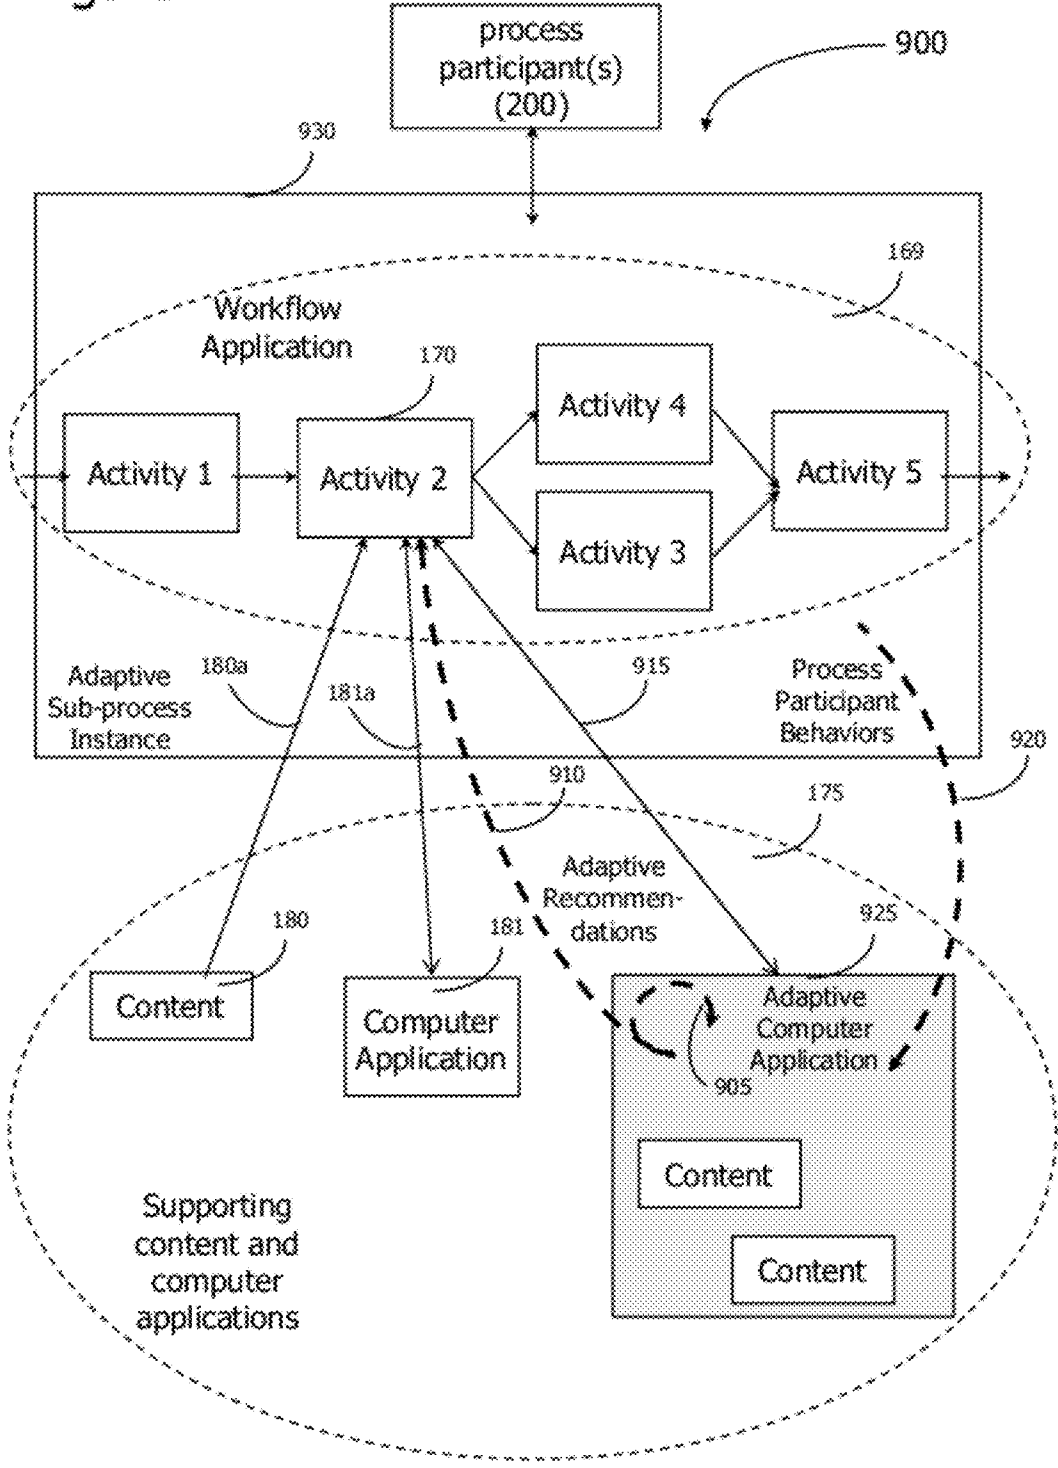 process
participant(s)
(200)
900
930
169
Workflow
Application
170
Activity 4
Activity 1
Activity 2
Activity 5
Activity 3
180a
181a
915
Adaptive
Sub-process
Instance
Process
Participant
Behaviors
920
910
175
Adaptive
Recommen-
dations
180
181
925
Content
Computer
Application
Adaptive
Computer
Application
905
Content
Content
Supporting
content and
computer
applications